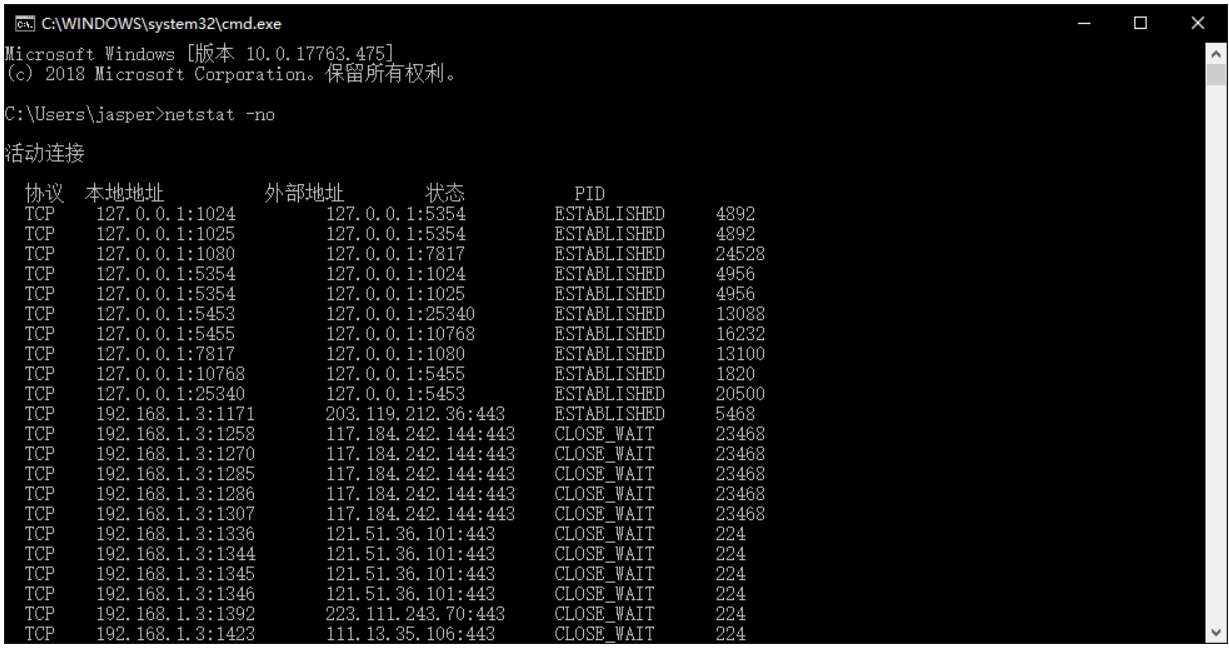 C:\WINDOWS\system32\cmd.exe
Microsoft Windows [版本 10.0.17763.475]
(c) 2018 Microsoft Corporation。保留所有权利。
C:\Users\jasper>netstat -no
活动连接
协议 本地地址 外部地址 状态 PID
TCP 127.0.0.1:1024 127.0.0.1:5354 ESTABLISHED 4892
TCP 127.0.0.1:1025 127.0.0.1:5354 ESTABLISHED 4892
TCP 127.0.0.1:1080 127.0.0.1:7817 ESTABLISHED 24528
TCP 127.0.0.1:5354 127.0.0.1:1024 ESTABLISHED 4956
TCP 127.0.0.1:5354 127.0.0.1:1025 ESTABLISHED 4956
TCP 127.0.0.1:5453 127.0.0.1:25340 ESTABLISHED 13088
TCP 127.0.0.1:5455 127.0.0.1:10768 ESTABLISHED 16232
TCP 127.0.0.1:7817 127.0.0.1:1080 ESTABLISHED 13100
TCP 127.0.0.1:10768 127.0.0.1:5455 ESTABLISHED 1820
TCP 127.0.0.1:25340 127.0.0.1:5453 ESTABLISHED 20500
TCP 192.168.1.3:1171 203.119.212.36:443 ESTABLISHED 5468
TCP 192.168.1.3:1258 117.184.242.144:443 CLOSE_WAIT 23468
TCP 192.168.1.3:1270 117.184.242.144:443 CLOSE_WAIT 23468
TCP 192.168.1.3:1285 117.184.242.144:443 CLOSE_WAIT 23468
TCP 192.168.1.3:1286 117.184.242.144:443 CLOSE_WAIT 23468
TCP 192.168.1.3:1307 117.184.242.144:443 CLOSE_WAIT 23468
TCP 192.168.1.3:1336 121.51.36.101:443 CLOSE_WAIT 224
TCP 192.168.1.3:1344 121.51.36.101:443 CLOSE_WAIT 224
TCP 192.168.1.3:1345 121.51.36.101:443 CLOSE_WAIT 224
TCP 192.168.1.3:1346 121.51.36.101:443 CLOSE_WAIT 224
TCP 192.168.1.3:1392 223.111.243.70:443 CLOSE_WAIT 224
TCP 192.168.1.3:1423 111.13.35.106:443 CLOSE_WAIT 224